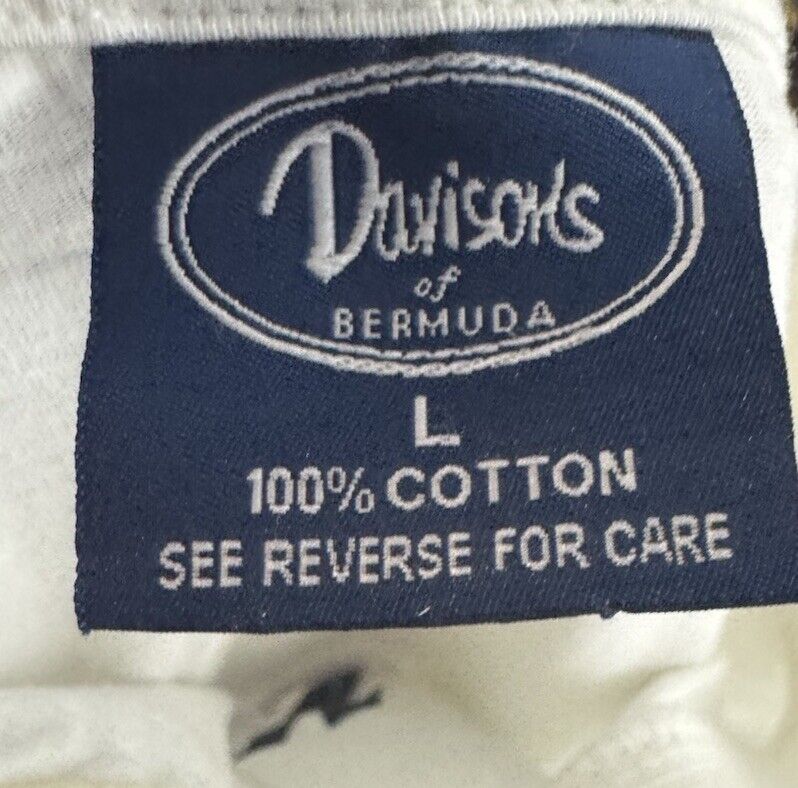 Davisons
of
BERMUDA
L
100% COTTON
SEE REVERSE FOR CARE